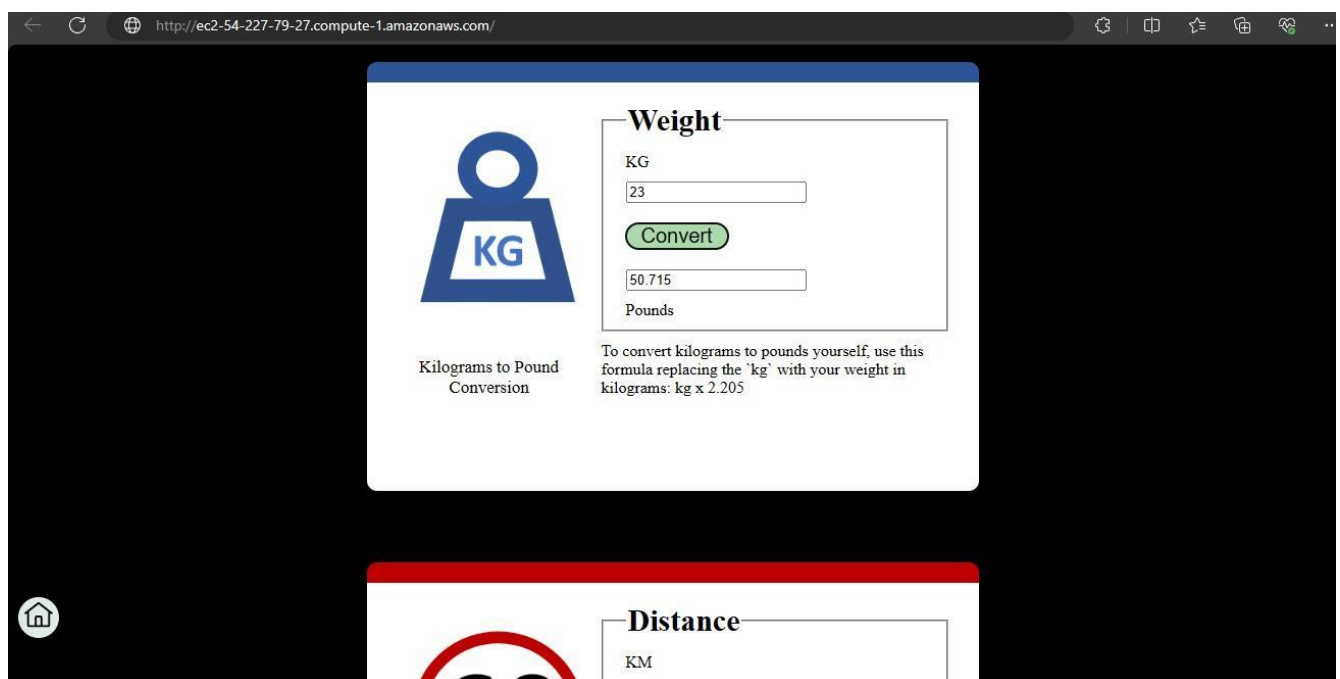 http://ec2-54-227-79-27.compute-1.amazonaws.com/
Weight
KG
23
Convert
KG
50.715
Pounds
Kilograms to Pound
Conversion
To convert kilograms to pounds yourself, use this
formula replacing the `kg` with your weight in
kilograms: kg x 2.205
Distance
KM